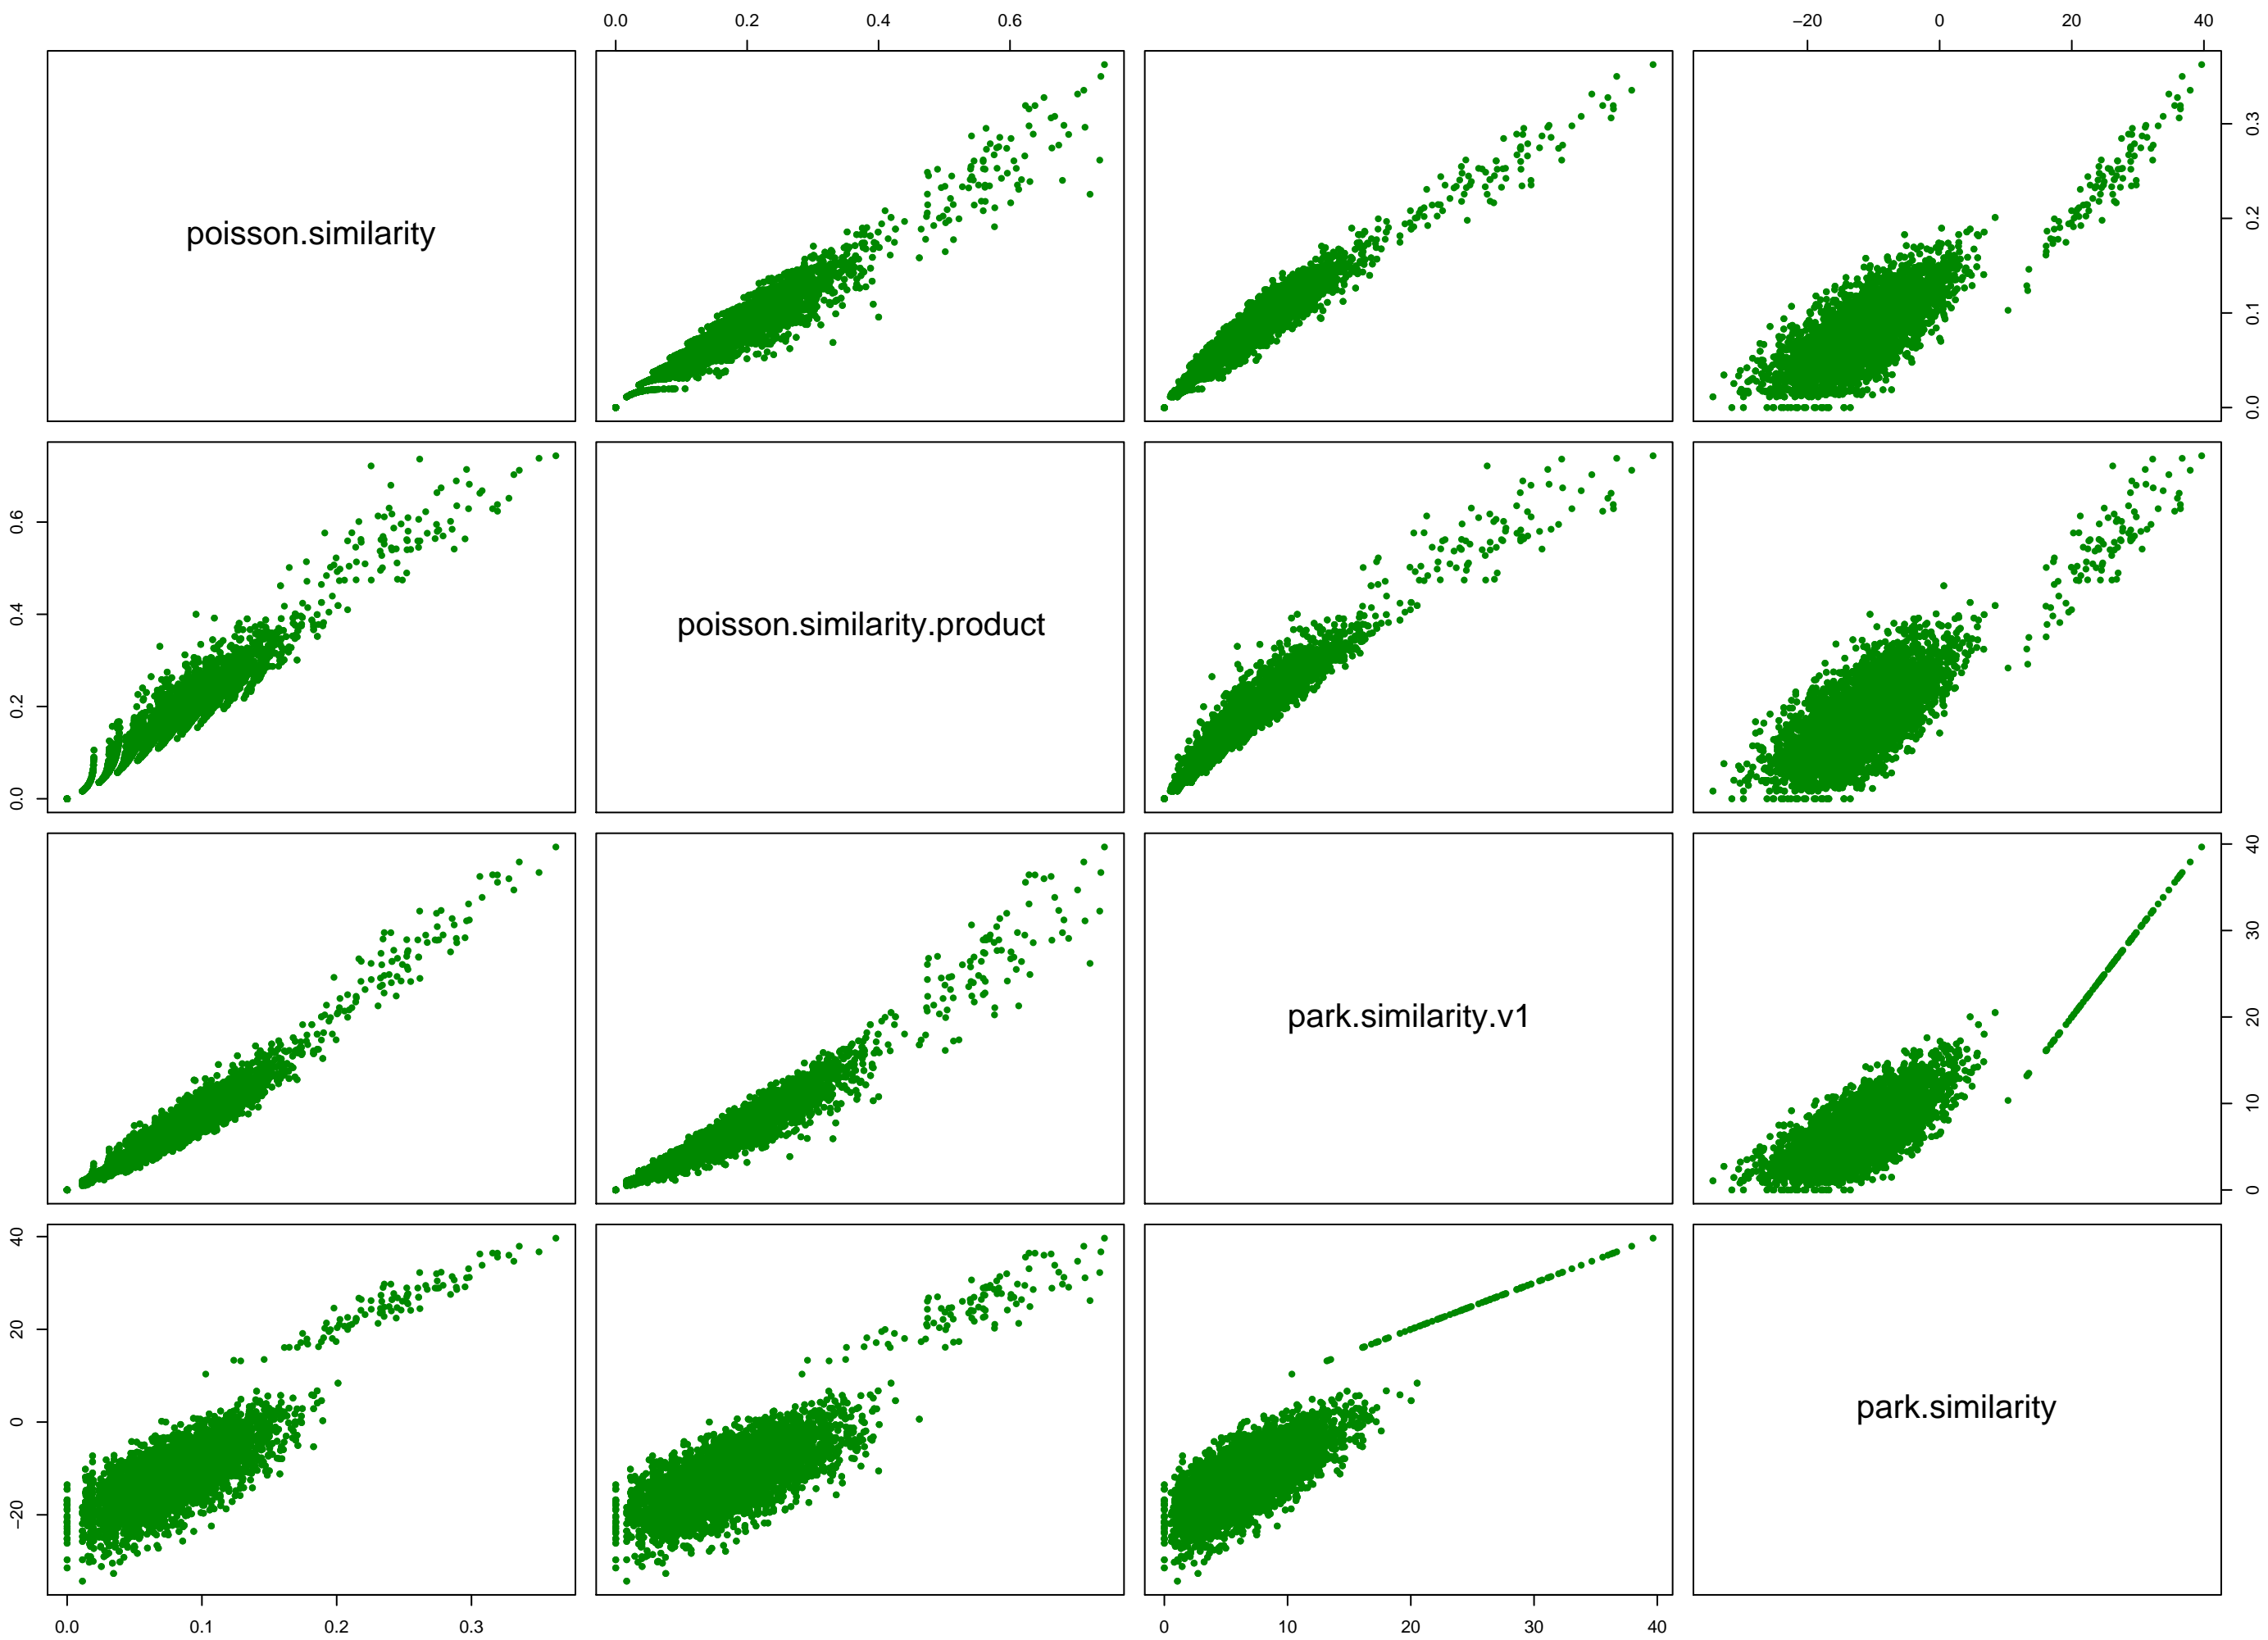 0.0 0.2 0.4 0.6 −20 0 20 40
poisson.similarity
0.0 0.1 0.2 0.3
0.0 0.2 0.4 0.6
poisson.similarity.product
park.similarity.v1
0 10 20 30 40
−20 0 20 40
park.similarity
0.0 0.1 0.2 0.3 0 10 20 30 40